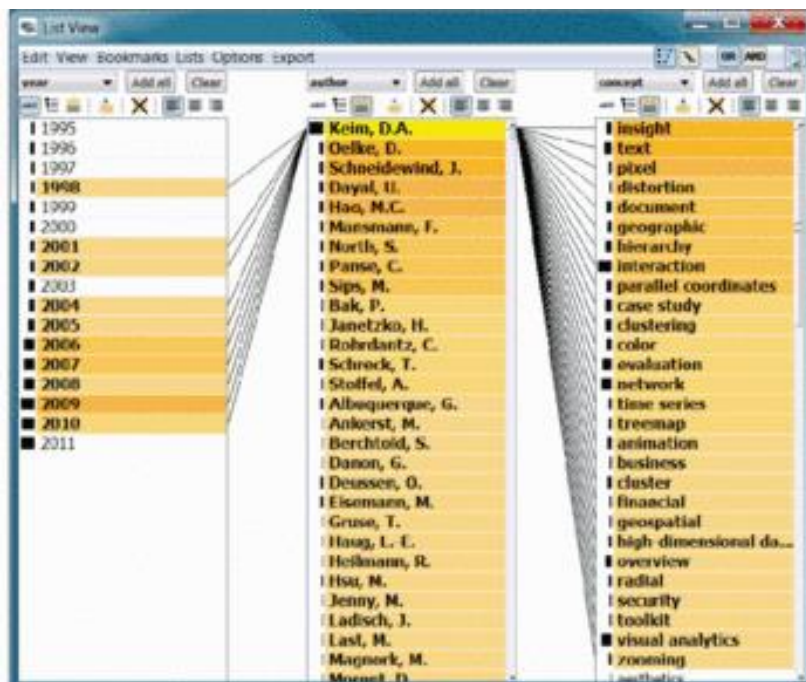 List View
Edit View Bookmarks Lists Options Export
OR AND
year Add all Clear
author Add all Clear
concept Add all Clear
1995
1996
1997
1998
1999
2000
2001
2002
2003
2004
2005
2006
2007
2008
2009
2010
2011
Keim, D.A.
Oelke, D.
Schneidewind, J.
Dayal, U.
Hao, M.C.
Mansmann, F.
North, S.
Panse, C.
Sips, M.
Bak, P.
Janetzko, H.
Rohrdantz, C.
Schreck, T.
Stoffel, A.
Albuquerque, G.
Ankerst, M.
Berchtold, S.
Danon, G.
Deussen, O.
Eisemann, M.
Gruse, T.
Haug, L. E.
Heilmann, R.
Hsu, M.
Jenny, M.
Ladisch, J.
Last, M.
Magnork, M.
insight
text
pixel
distortion
document
geographic
hierarchy
interaction
parallel coordinates
case study
clustering
color
evaluation
network
time series
treemap
animation
business
cluster
financial
geospatial
high-dimensional da...
overview
radial
security
toolkit
visual analytics
zooming
aesthetics